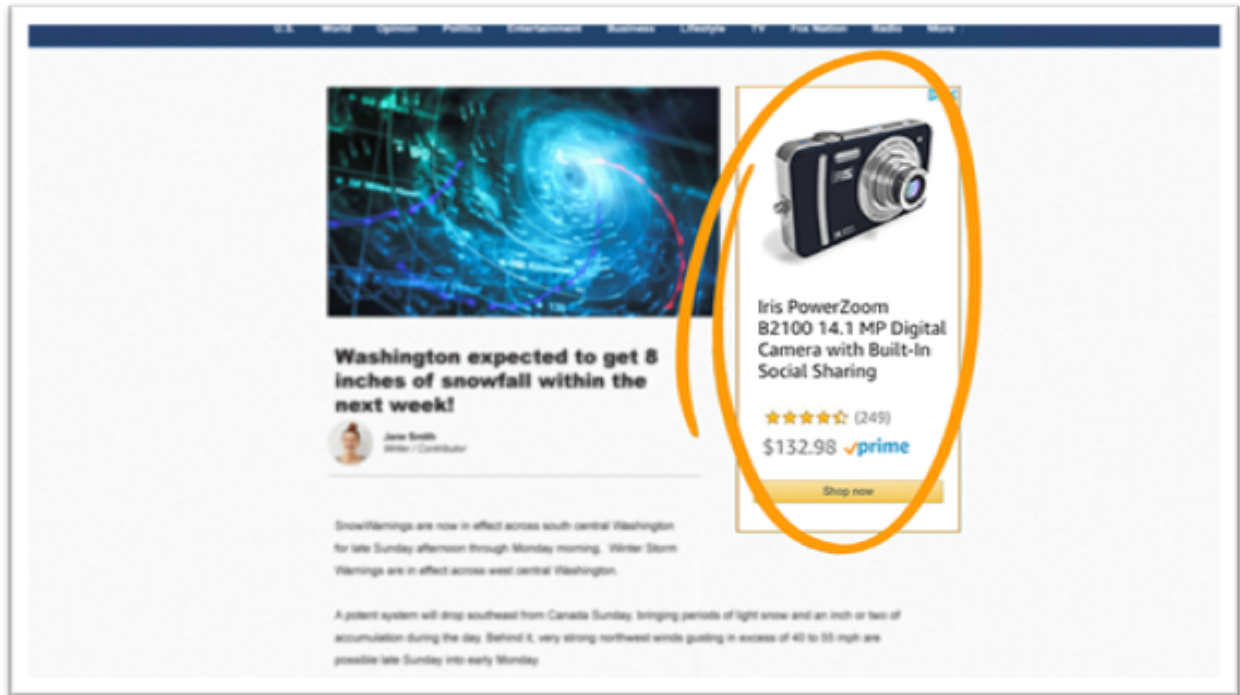 U.S. World Opinion Politics Entertainment Business Lifestyle TV Fox Nation Radio More
Iris PowerZoom
B2100 14.1 MP Digital
Camera with Built-In
Social Sharing
(249)
$132.98 prime
Shop now
Washington expected to get 8
inches of snowfall within the
next week!
Jane Smith
Writer / Contributor
SnowWarnings are now in effect across south central Washington
for late Sunday afternoon through Monday morning. Winter Storm
Warnings are in effect across west central Washington.
A potent system will drop southeast from Canada Sunday, bringing periods of light snow and an inch or two of
accumulation during the day. Behind it, very strong northwest winds gusting in excess of 40 to 55 mph are
possible late Sunday into early Monday.